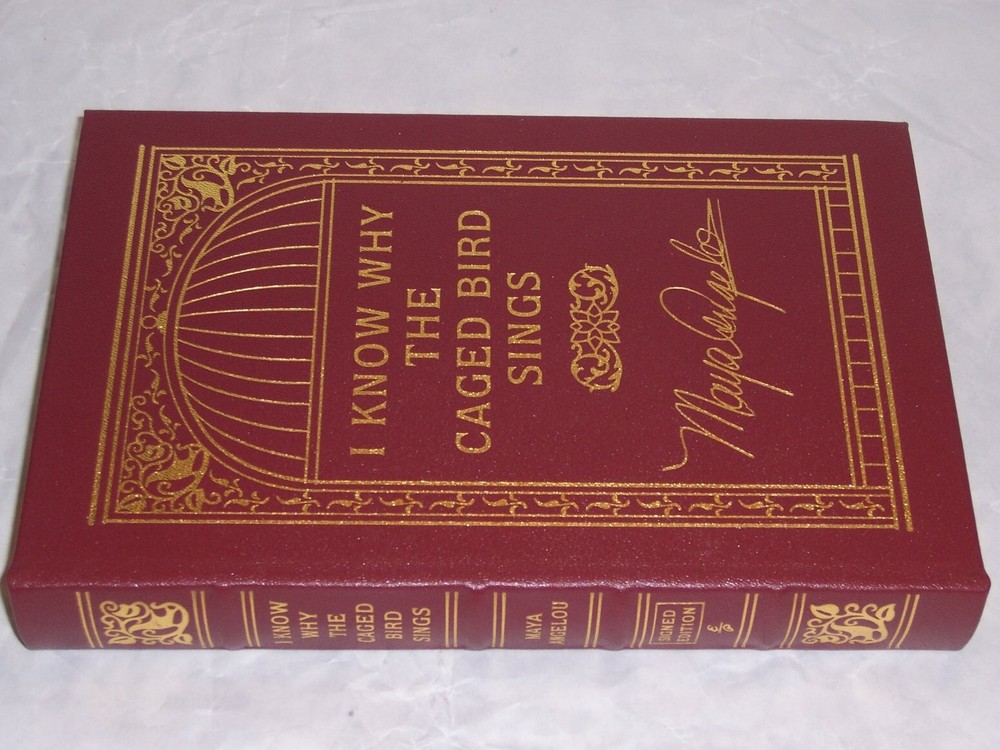 I KNOW WHY
THE
CAGED BIRD
SINGS
Maya Angelou
I KNOW
WHY
THE
CAGED
BIRD
SINGS
MAYA
ANGELOU
SIGNED
EDITION